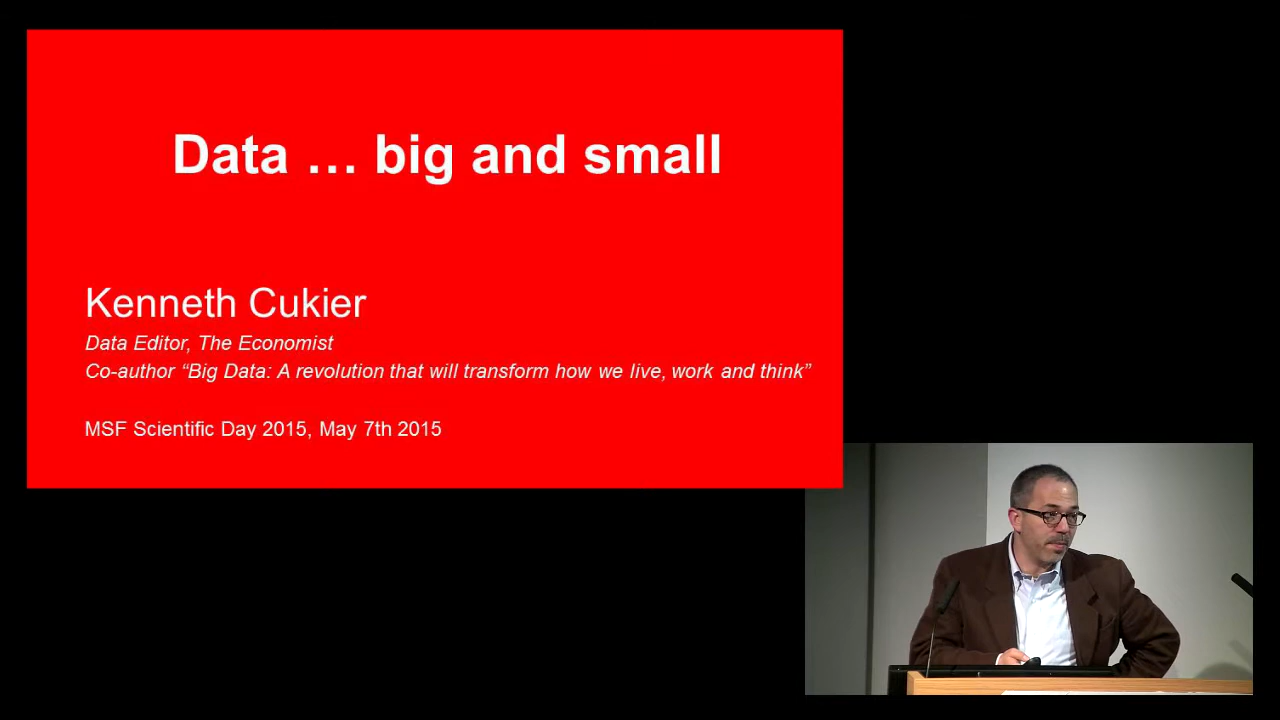 Data … big and small
Kenneth Cukier
Data Editor, The Economist
Co-author “Big Data: A revolution that will transform how we live, work and think”
MSF Scientific Day 2015, May 7th 2015